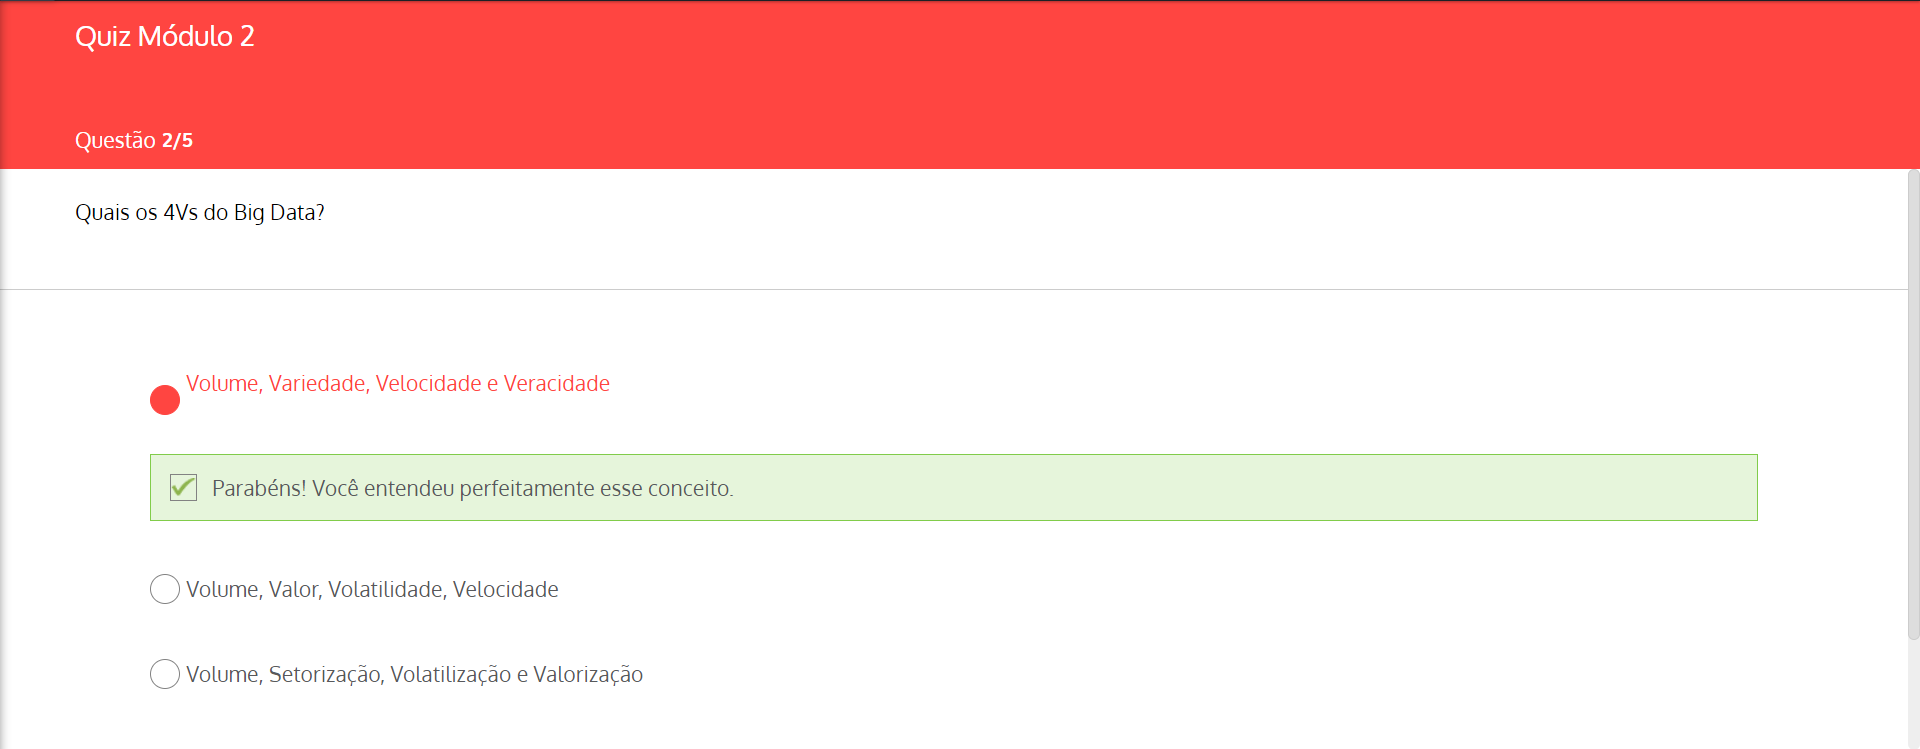 Quiz Módulo 2
Questão 2/5
Quais os 4Vs do Big Data?
Volume, Variedade, Velocidade e Veracidade
Parabéns! Você entendeu perfeitamente esse conceito.
Volume, Valor, Volatilidade, Velocidade
Volume, Setorização, Volatilização e Valorização